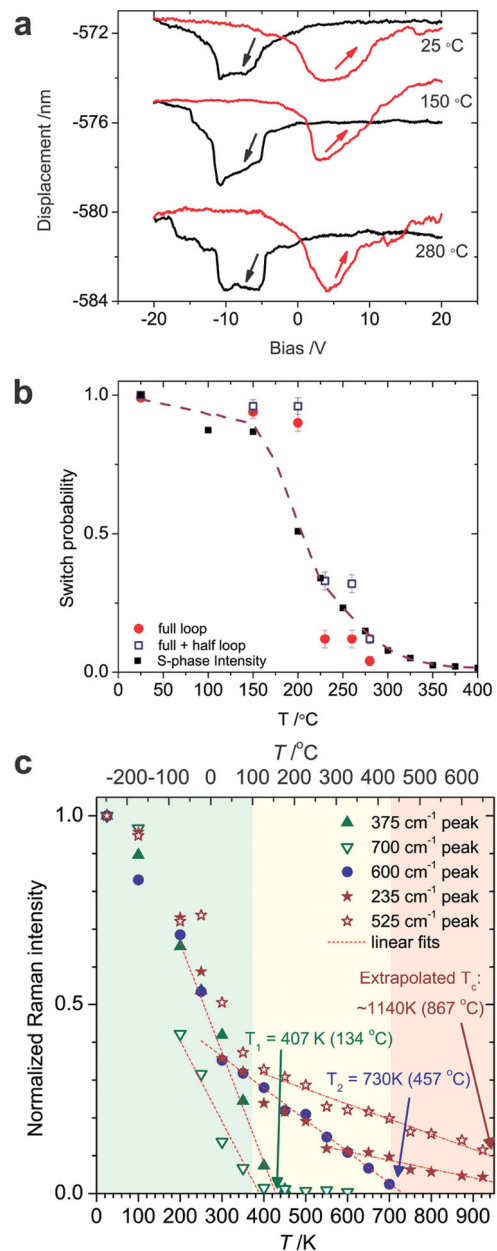 a
-572
-576
-580
-584
Displacement /nm
25 °C
150 °C
280 °C
-20
-10
0
10
20
Bias /V
b
1.0
0.5
0.0
Switch probability
full loop
full + half loop
S-phase Intensity
0
50
100
150
200
250
300
350
400
T /°C
c
T /°C
-200
-100
0
100
200
300
400
500
600
1.0
0.5
0.0
Normalized Raman intensity
375 cm⁻¹ peak
700 cm⁻¹ peak
600 cm⁻¹ peak
235 cm⁻¹ peak
525 cm⁻¹ peak
linear fits
Extrapolated Tc:
~1140K (867 °C)
T₁ = 407 K (134 °C)
T₂ = 730K (457 °C)
0
100
200
300
400
500
600
700
800
900
T /K